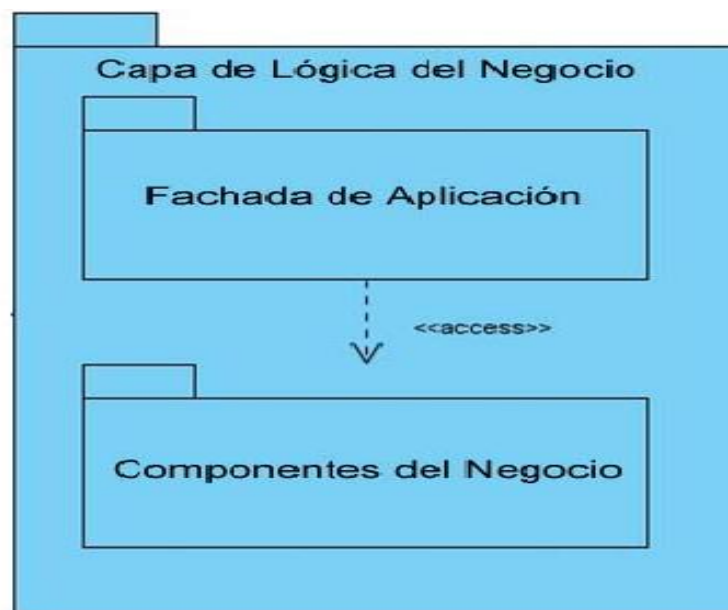 Capa de Lógica del Negocio
Fachada de Aplicación
<<access>>
Componentes del Negocio